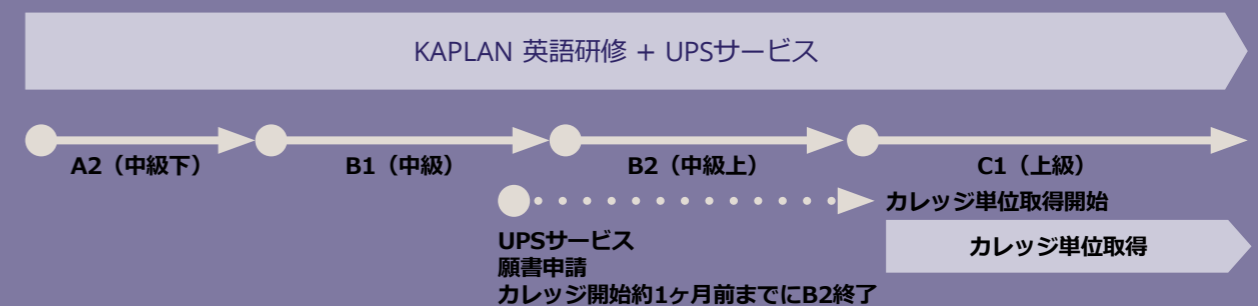 KAPLAN 英語研修 + UPSサービス
A2（中級下）
B1（中級）
B2（中級上）
C1（上級）
カレッジ単位取得開始
カレッジ単位取得
UPSサービス
願書申請
カレッジ開始約1ヶ月前までにB2終了